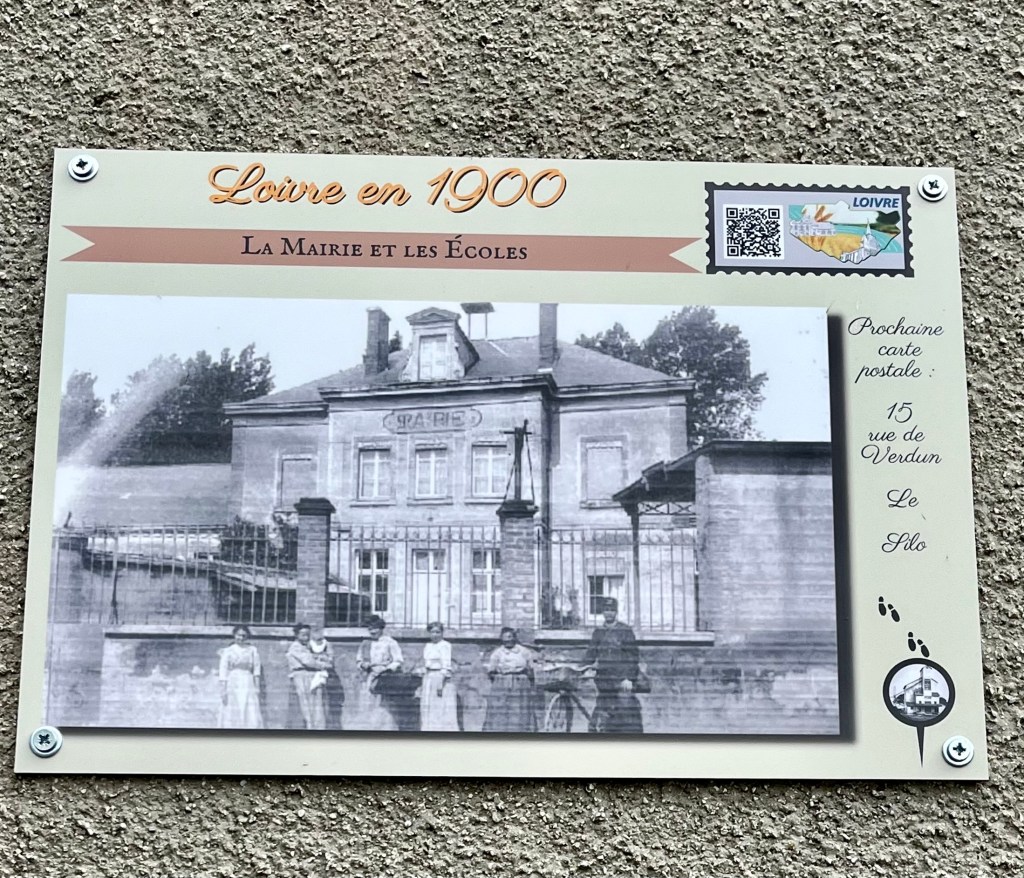 Loivre en 1900
LOIVRE
La Mairie et les Écoles
MAIRIE
Prochaine
carte
postale :
15
rue de
Verdun
Le
Silo